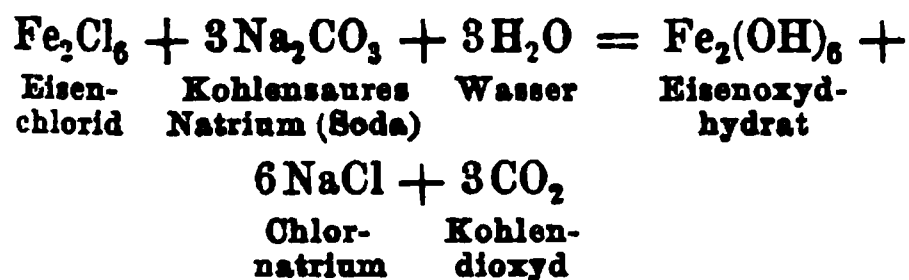 Fe₂Cl₆ + 3Na₂CO₃ + 3H₂O = Fe₂(OH)₆ +
Eisen- Kohlensaures Wasser Eisenoxyd-
chlorid Natrium (Soda) hydrat
6NaCl + 3CO₂
Chlor- Kohlen-
natrium dioxyd